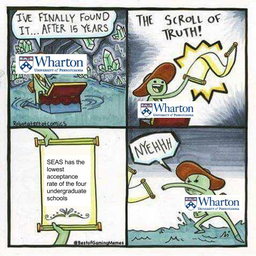 I'VE FINALLY FOUND
IT... AFTER 15 YEARS
Wharton
UNIVERSITY of PENNSYLVANIA
THE SCROLL OF
TRUTH!
Wharton
UNIVERSITY of PENNSYLVANIA
SEAS has the
lowest
acceptance
rate of the four
undergraduate
schools
@BestofGamingMemes
NYEHHH
Wharton
UNIVERSITY of PENNSYLVANIA